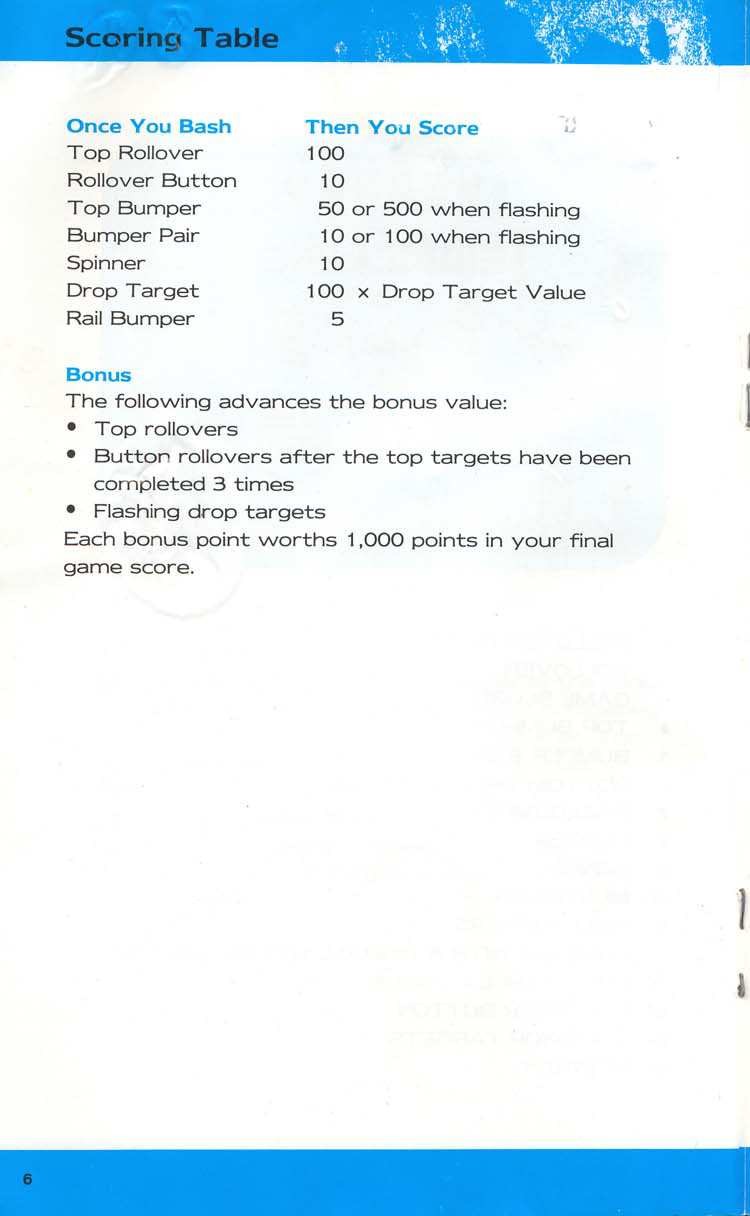 Scoring Table
Once You Bash Then You Score
Top Rollover 100
Rollover Button 10
Top Bumper 50 or 500 when flashing
Bumper Pair 10 or 100 when flashing
Spinner 10
Drop Target 100 x Drop Target Value
Rail Bumper 5
Bonus
The following advances the bonus value:
• Top rollovers
• Button rollovers after the top targets have been
completed 3 times
• Flashing drop targets
Each bonus point worths 1,000 points in your final
game score.
6